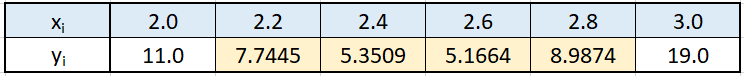 xᵢ 2.0 2.2 2.4 2.6 2.8 3.0
yᵢ 11.0 7.7445 5.3509 5.1664 8.9874 19.0